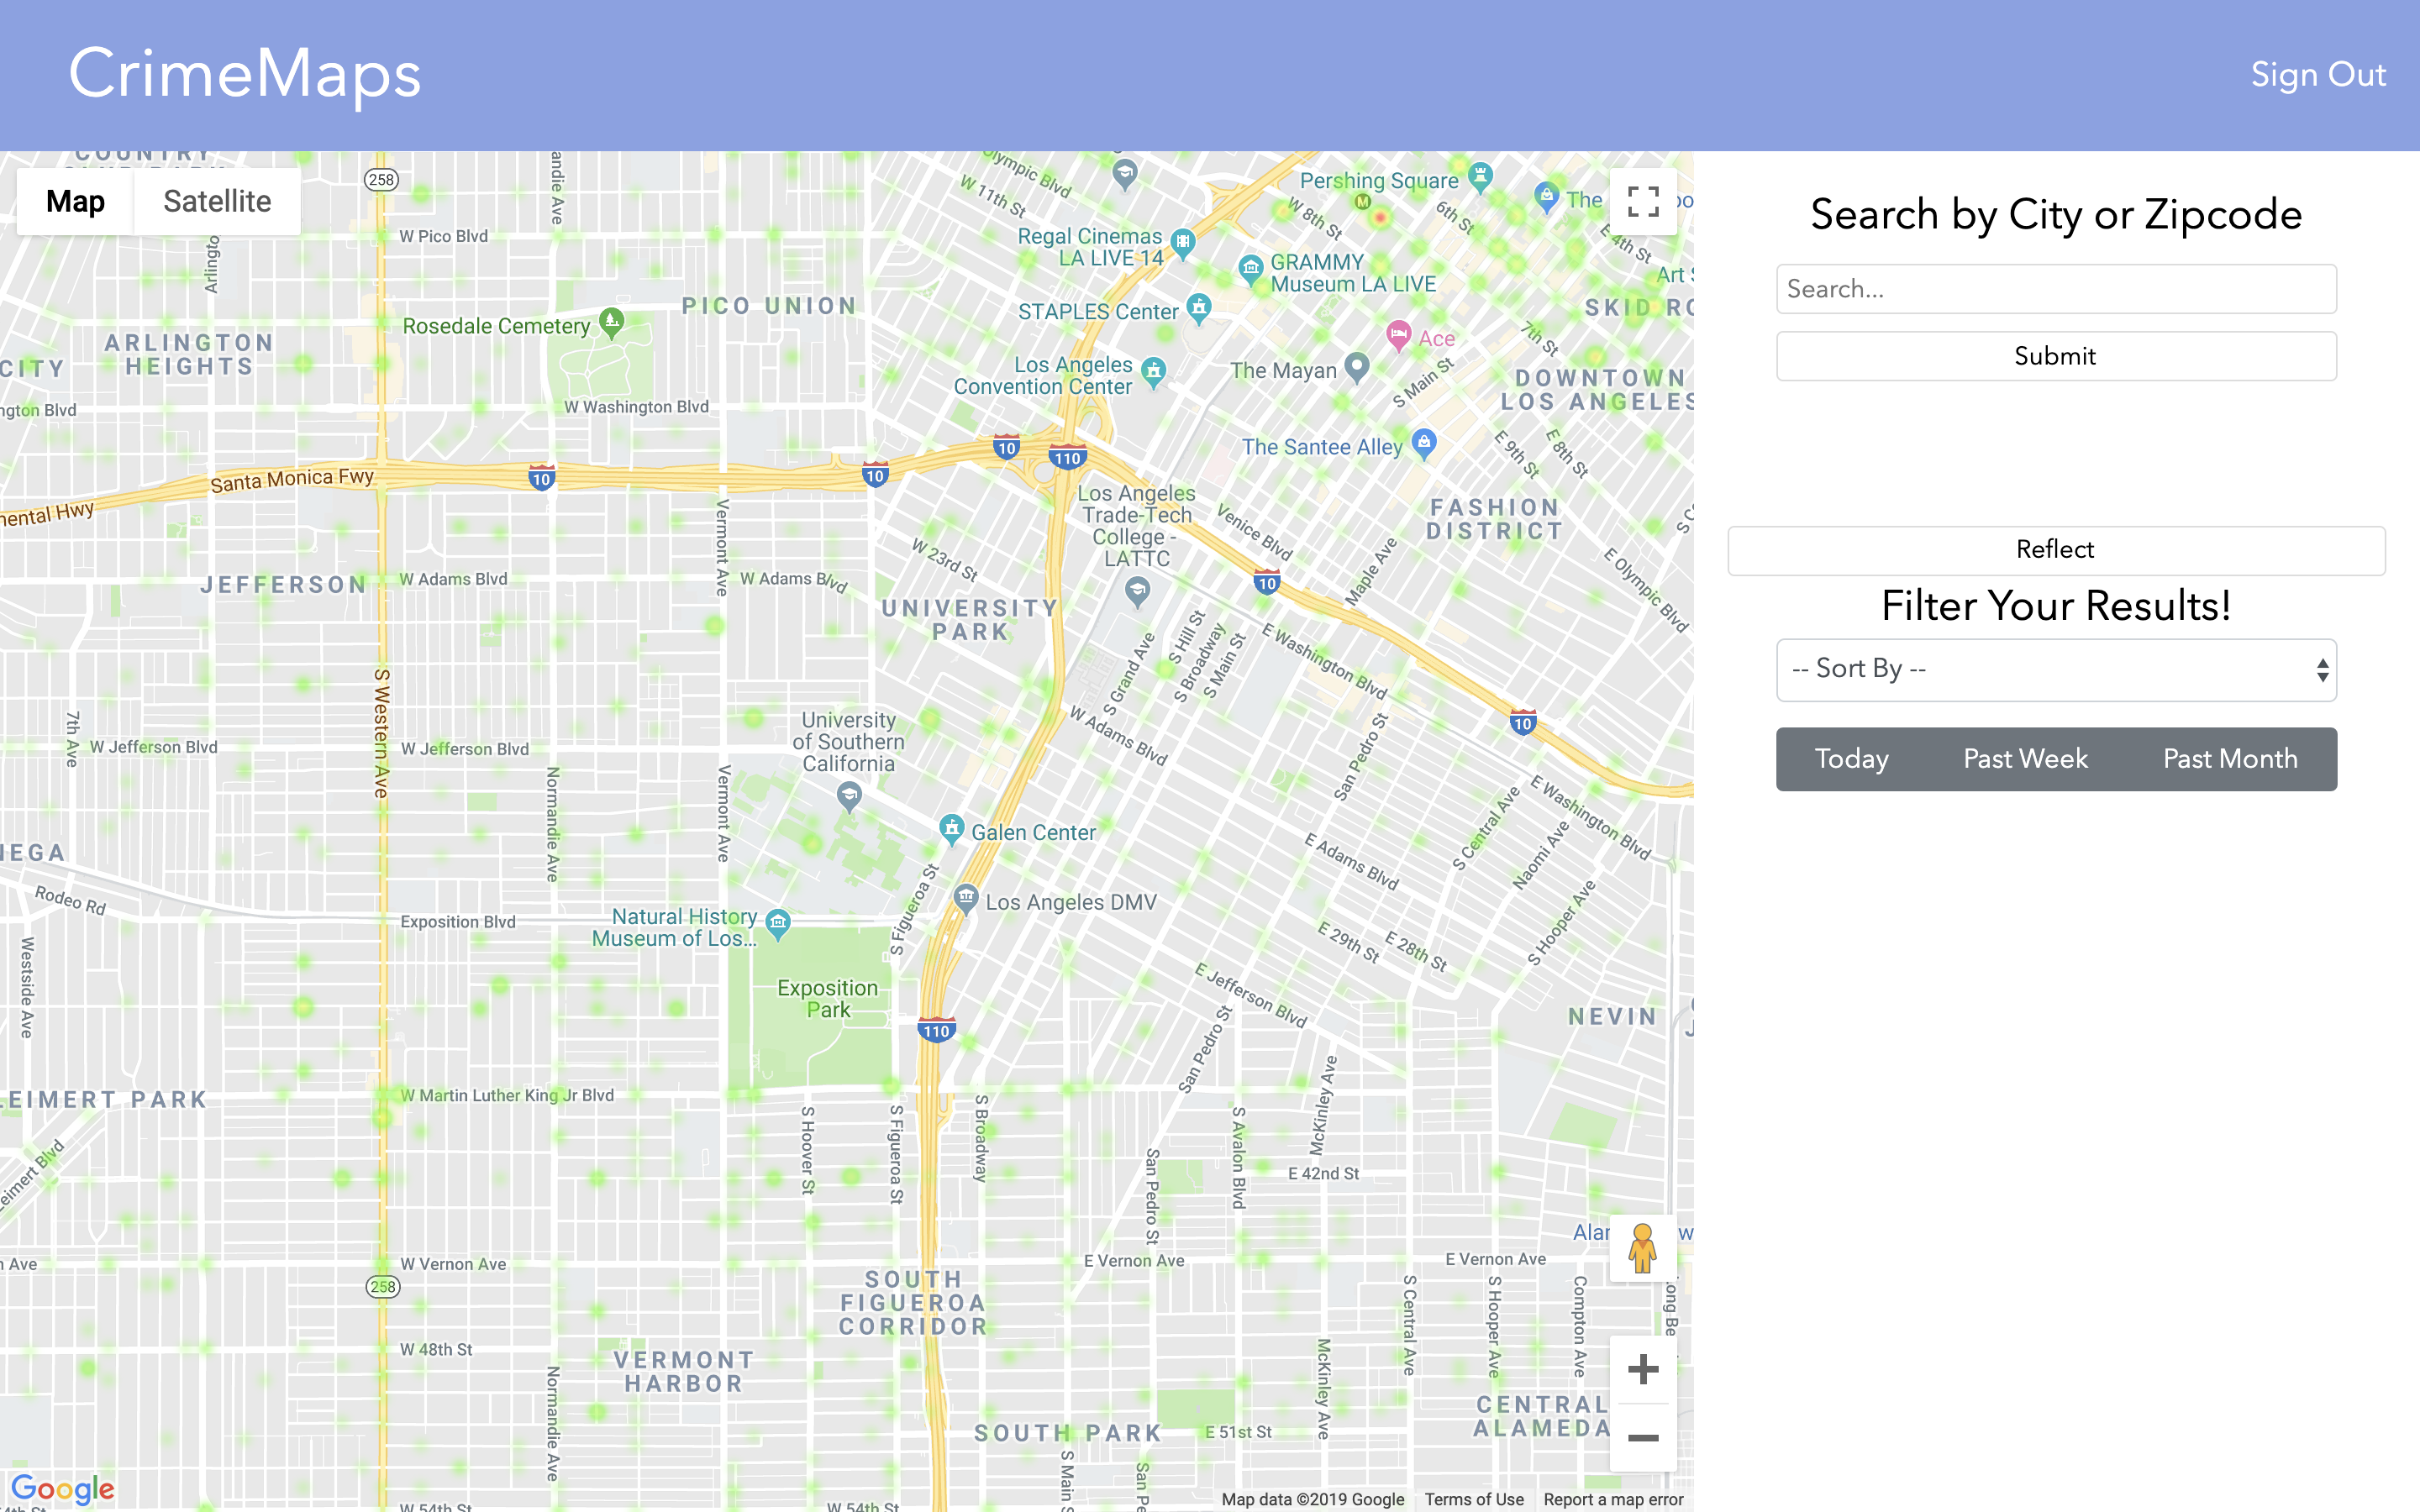 CrimeMaps
Sign Out
Map
Satellite
COUNTRY
258
W 11th St
Olympic Blvd
Pershing Square
W 8th St
6th St
E 4th St
The
Art
Search by City or Zipcode
Search...
Submit
Reflect
Filter Your Results!
-- Sort By --
Today
Past Week
Past Month
W Pico Blvd
Regal Cinemas
LA LIVE 14
GRAMMY
Museum LA LIVE
STAPLES Center
PICO UNION
Rosedale Cemetery
ARLINGTON
HEIGHTS
CITY
SKID
7th St
Ace
Los Angeles
Convention Center
The Mayan
S Main St
DOWNTOWN
LOS ANGELES
W Washington Blvd
The Santee Alley
E 9th St
E 8th St
Santa Monica Fwy
10
10
10
110
Los Angeles
Trade-Tech
College -
LATTC
Venice Blvd
FASHION
DISTRICT
Vermont Ave
W 23rd St
Maple Ave
E Olympic Blvd
JEFFERSON
W Adams Blvd
W Adams Blvd
10
UNIVERSITY
PARK
S Hill St
S Broadway
S Main St
S Grand Ave
E Washington Blvd
S Western Ave
7th Ave
W Jefferson Blvd
W Jefferson Blvd
University
of Southern
California
W Adams Blvd
San Pedro St
10
Normandie Ave
Vermont Ave
E Washington Blvd
Galen Center
E Adams Blvd
S Central Ave
Naomi Ave
S Hooper Ave
Rodeo Rd
Exposition Blvd
Natural History
Museum of Los...
S Figueroa St
Los Angeles DMV
E 29th St
E 28th St
Westside Ave
Exposition
Park
E Jefferson Blvd
San Pedro St
NEVIN
110
LEIMERT PARK
W Martin Luther King Jr Blvd
S Hoover St
S Figueroa St
S Broadway
San Pedro St
S Avalon Blvd
McKinley Ave
E 42nd St
Leimert Blvd
W Vernon Ave
E Vernon Ave
E Vernon Ave
258
SOUTH
FIGUEROA
CORRIDOR
S Central Ave
S Hooper Ave
Compton Ave
W 48th St
VERMONT
HARBOR
McKinley Ave
CENTRAL
ALAMEDA
Normandie Ave
SOUTH PARK
E 51st St
S Main S
San Pe
W 54th St
W 54th St
Google
Map data ©2019 Google
Terms of Use
Report a map error